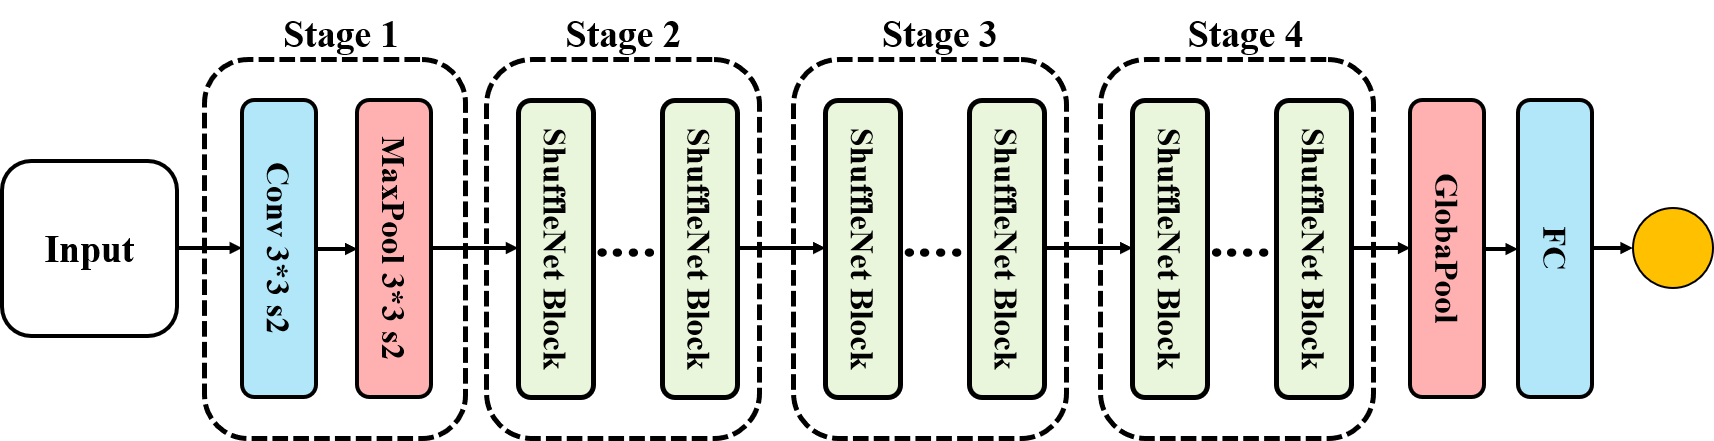 Stage 1
Stage 2
Stage 3
Stage 4
Input
Conv 3*3 s2
MaxPool 3*3 s2
ShuffleNet Block
ShuffleNet Block
ShuffleNet Block
ShuffleNet Block
ShuffleNet Block
ShuffleNet Block
GlobaPool
FC